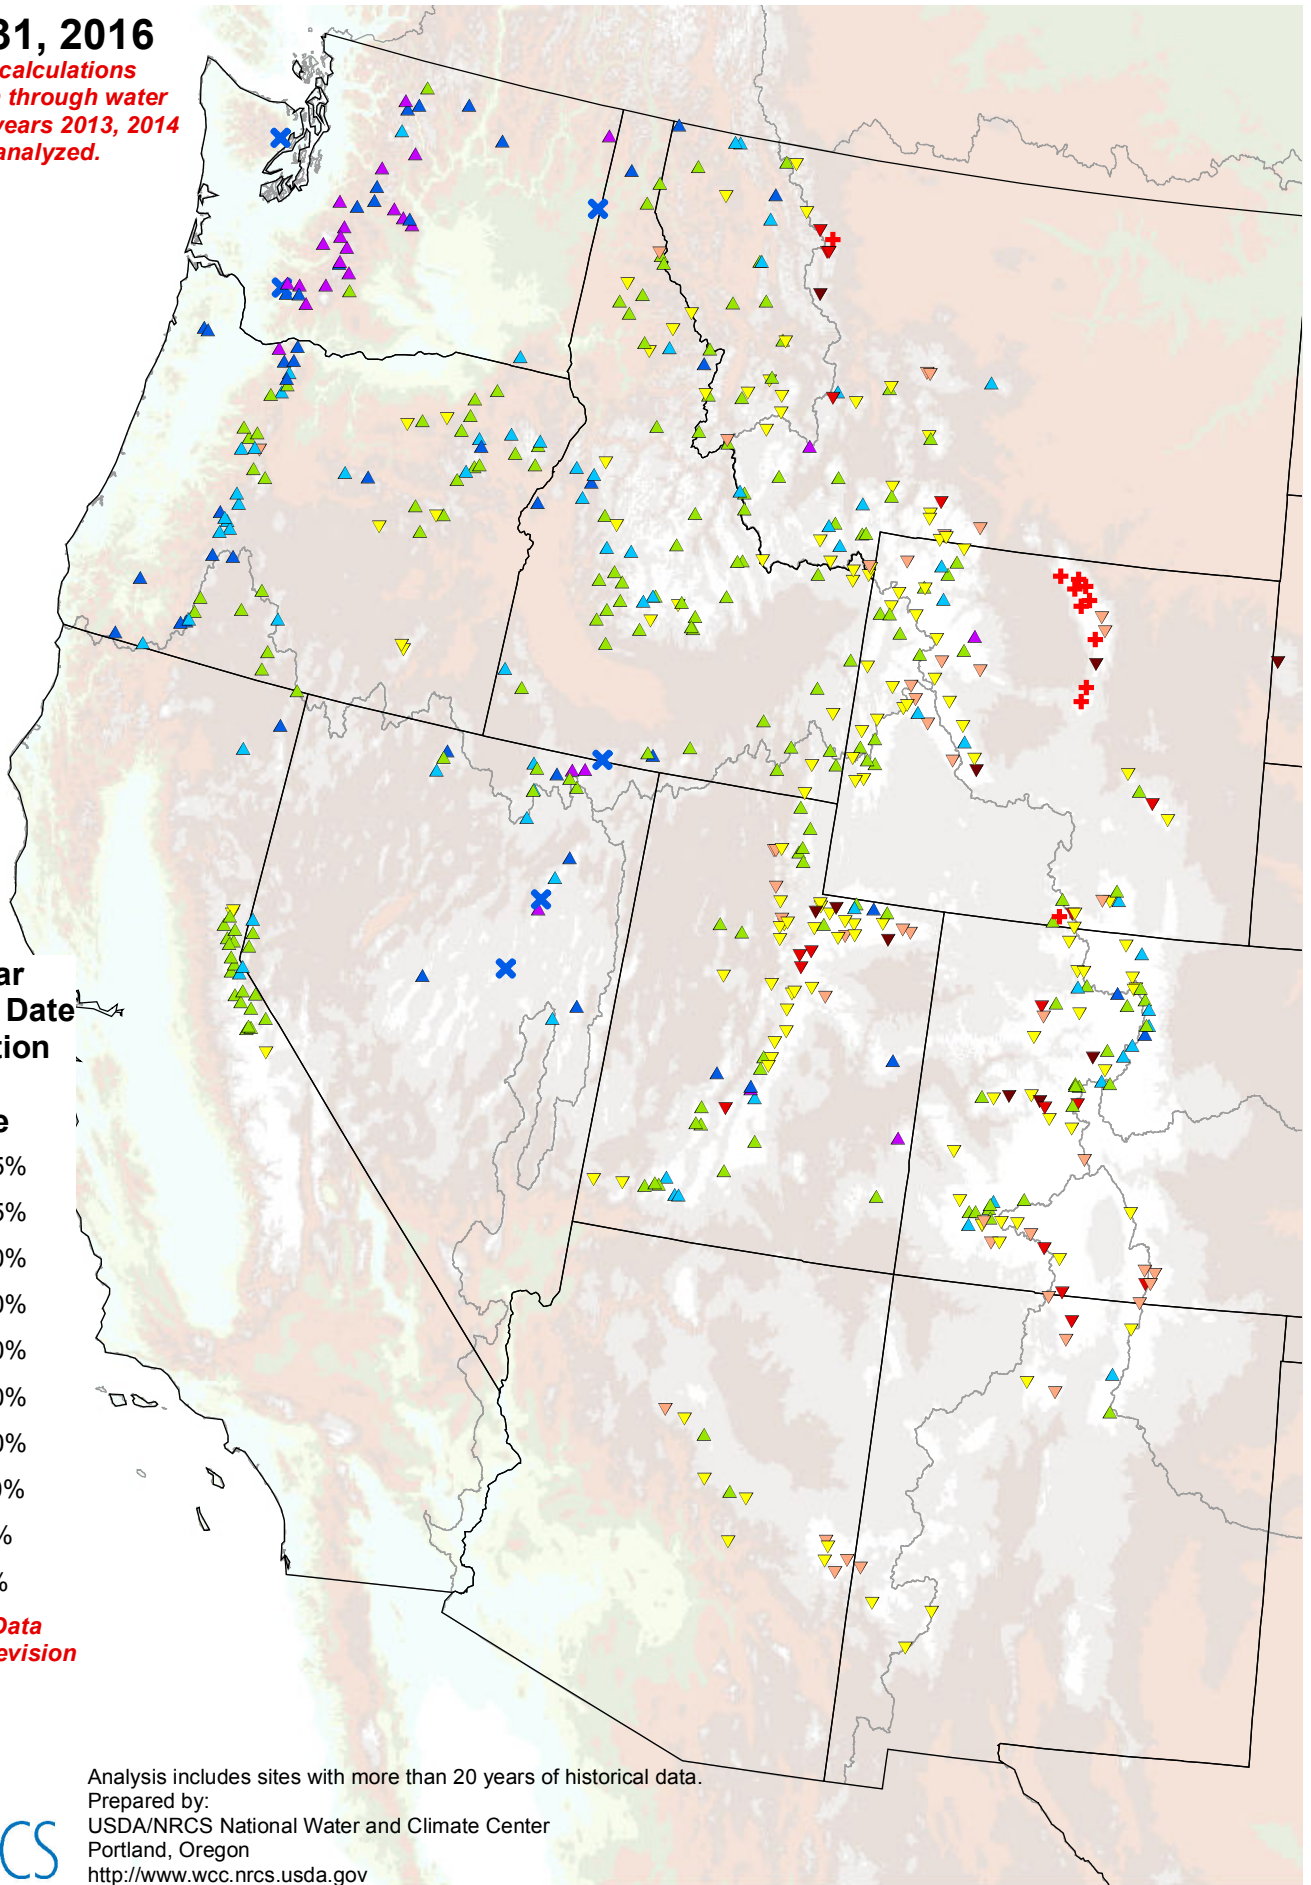 31, 2016
calculations
through water
years 2013, 2014
analyzed.
ar
Date
tion
e
5%
5%
0%
0%
0%
0%
0%
0%
%
%
Data
evision
Analysis includes sites with more than 20 years of historical data.
Prepared by:
USDA/NRCS National Water and Climate Center
Portland, Oregon
http://www.wcc.nrcs.usda.gov
CS